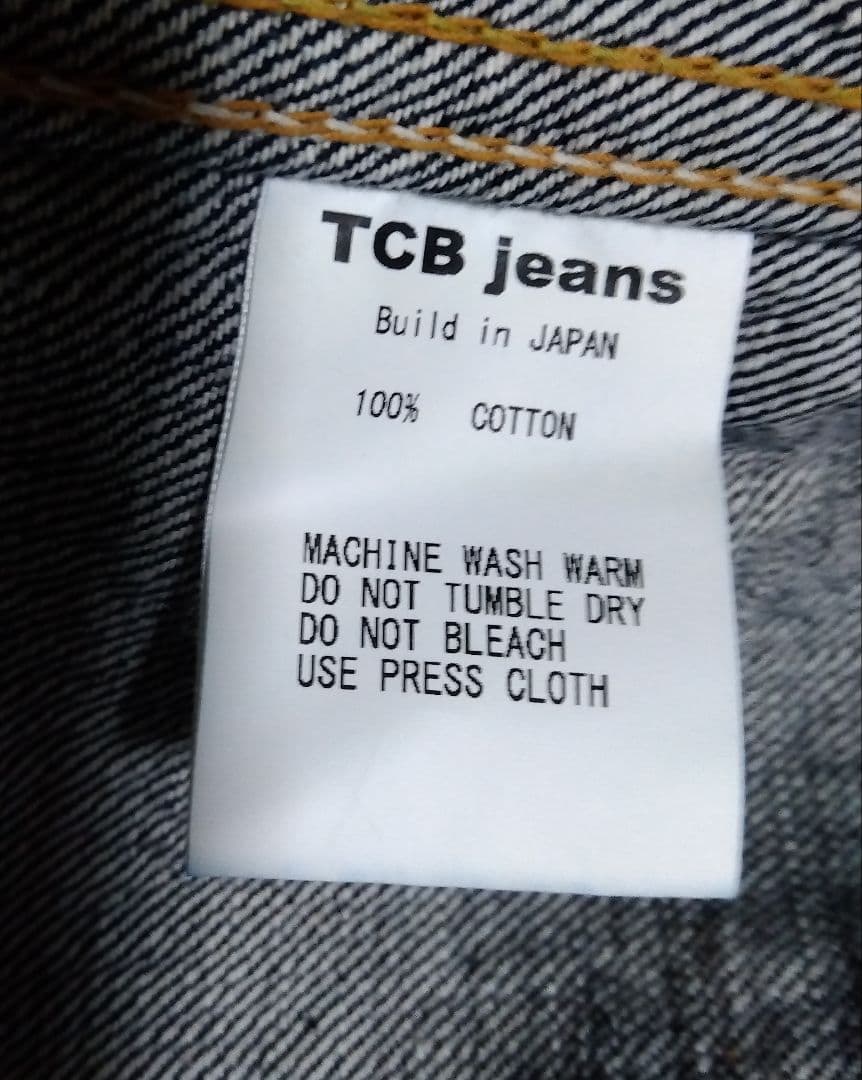 TCB jeans
Build in JAPAN
100% COTTON
MACHINE WASH WARM
DO NOT TUMBLE DRY
DO NOT BLEACH
USE PRESS CLOTH